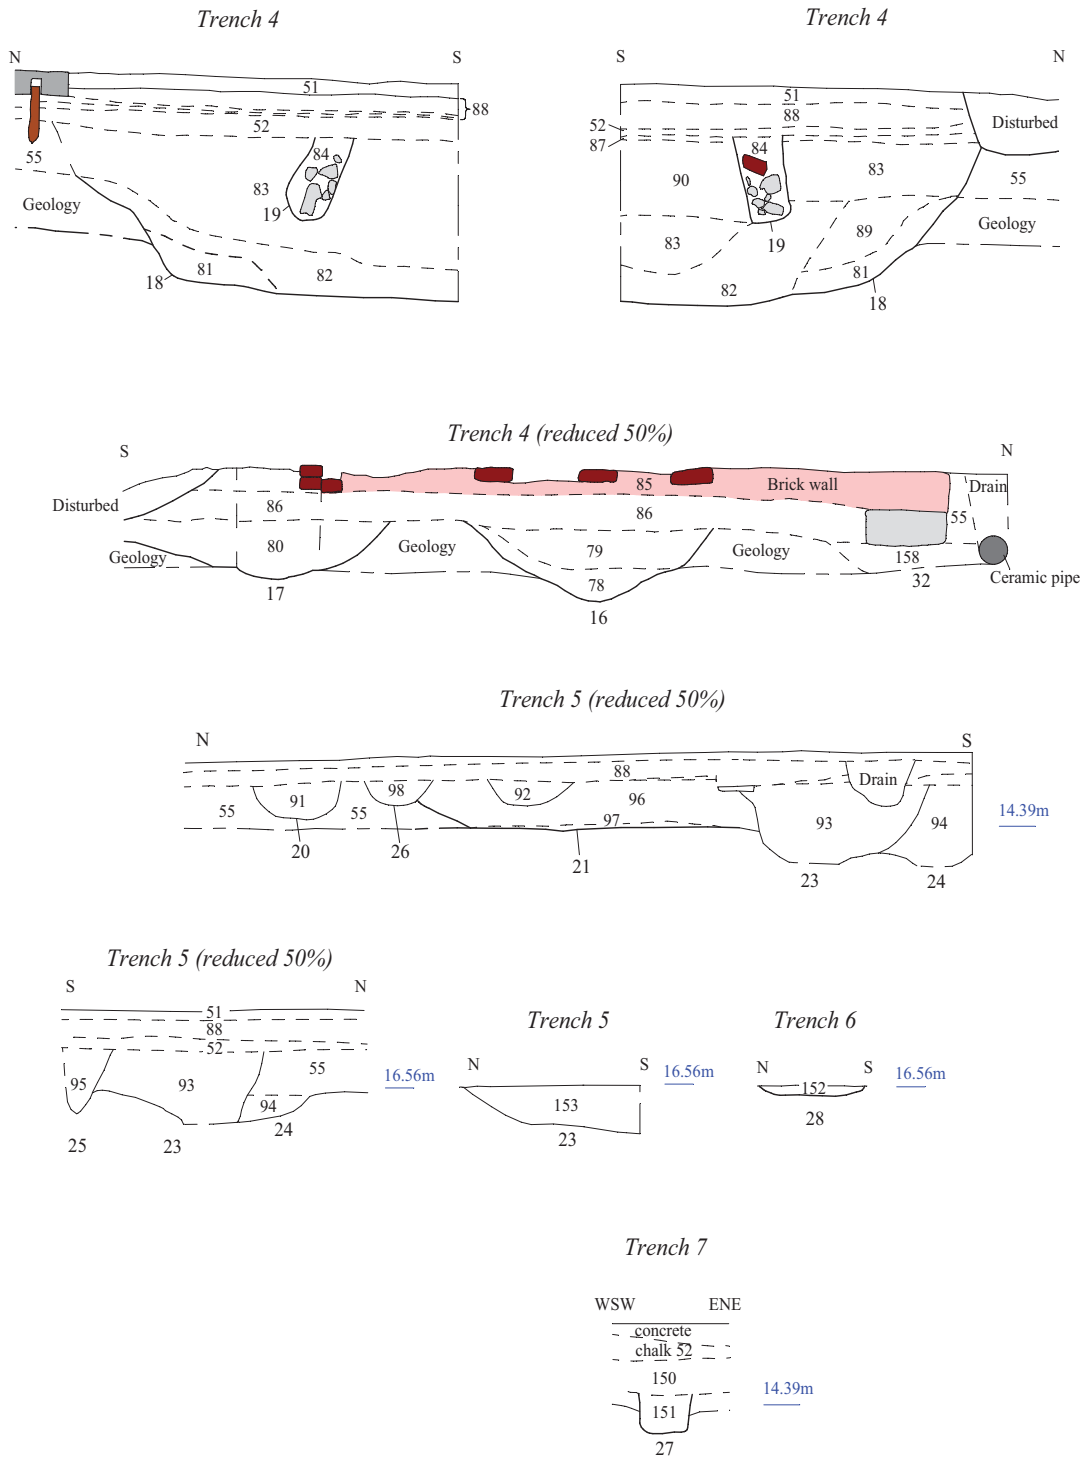 Trench 4
N
S
51
88
52
84
55
83
19
Geology
81
82
18
Trench 4
S
N
51
88
52
87
Disturbed
84
90
83
55
83
19
89
Geology
81
82
18
Trench 4 (reduced 50%)
S
N
85
Brick wall
Drain
86
86
Disturbed
55
80
Geology
79
Geology
Geology
158
78
32
Ceramic pipe
17
16
Trench 5 (reduced 50%)
N
S
88
Drain
91
98
92
96
55
55
97
93
94
14.39m
20
26
21
23
24
Trench 5 (reduced 50%)
S
N
51
88
52
55
95
93
94
16.56m
25
23
24
Trench 5
N
S
16.56m
153
23
Trench 6
N
S
152
16.56m
28
Trench 7
WSW
ENE
concrete
chalk 52
150
151
14.39m
27